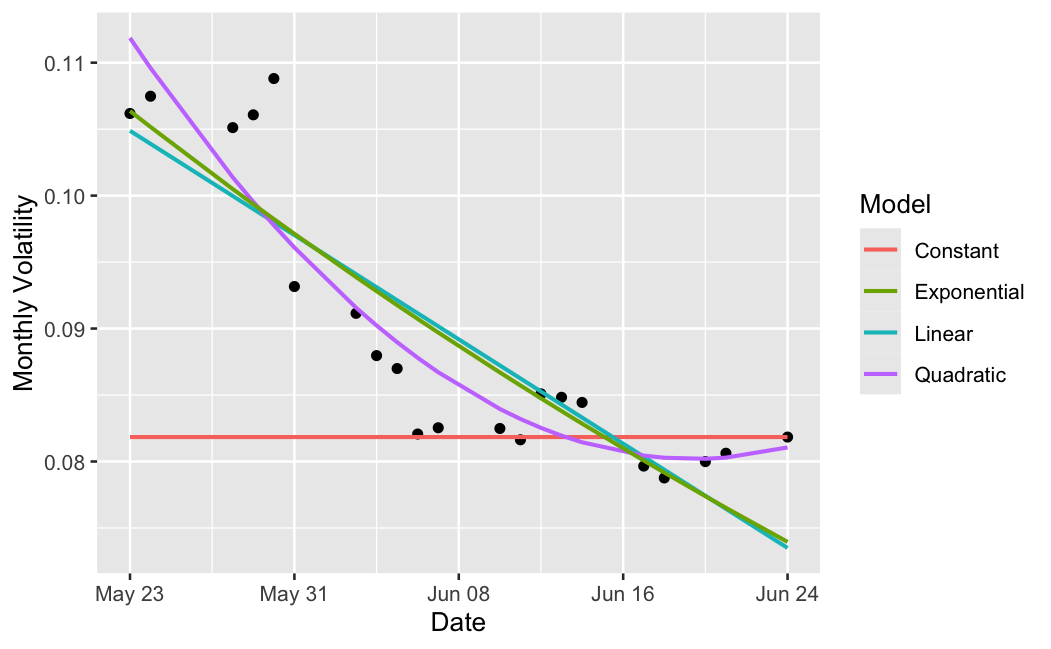 Monthly Volatility
0.11
0.10
0.09
0.08
May 23
May 31
Jun 08
Jun 16
Jun 24
Date
Model
Constant
Exponential
Linear
Quadratic